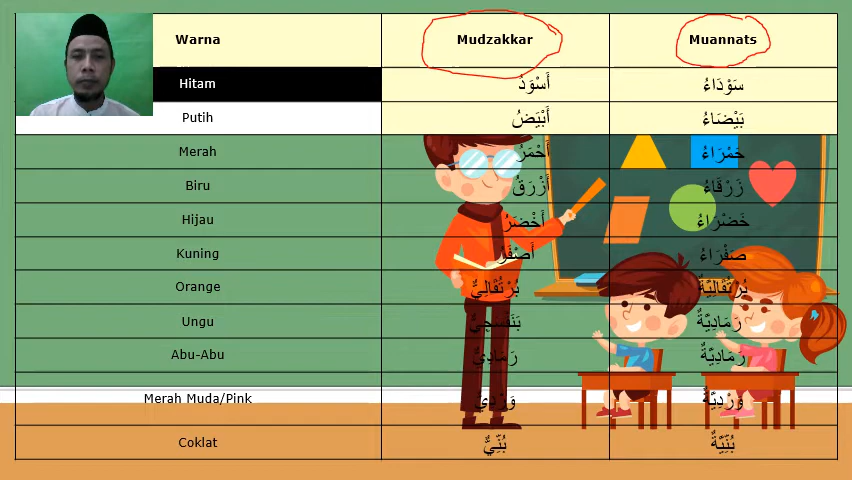 Warna Mudzakkar Muannats
Hitam أَسْوَدُ سَوْدَاءُ
Putih أَبْيَضُ بَيْضَاءُ
Merah أَحْمَرُ حَمْرَاءُ
Biru أَزْرَقُ زَرْقَاءُ
Hijau أَخْضَرُ خَضْرَاءُ
Kuning أَصْفَرُ صَفْرَاءُ
Orange بُرْتُقَالِيٌّ بُرْتُقَالِيَّةٌ
Ungu بَنَفْسَجِيٌّ رَمَادِيَّةٌ
Abu-Abu رَمَادِيٌّ رَمَادِيَّةٌ
Merah Muda/Pink وَرْدِيٌّ وَرْدِيَّةٌ
Coklat بُنِّيٌّ بُنِّيَّةٌ